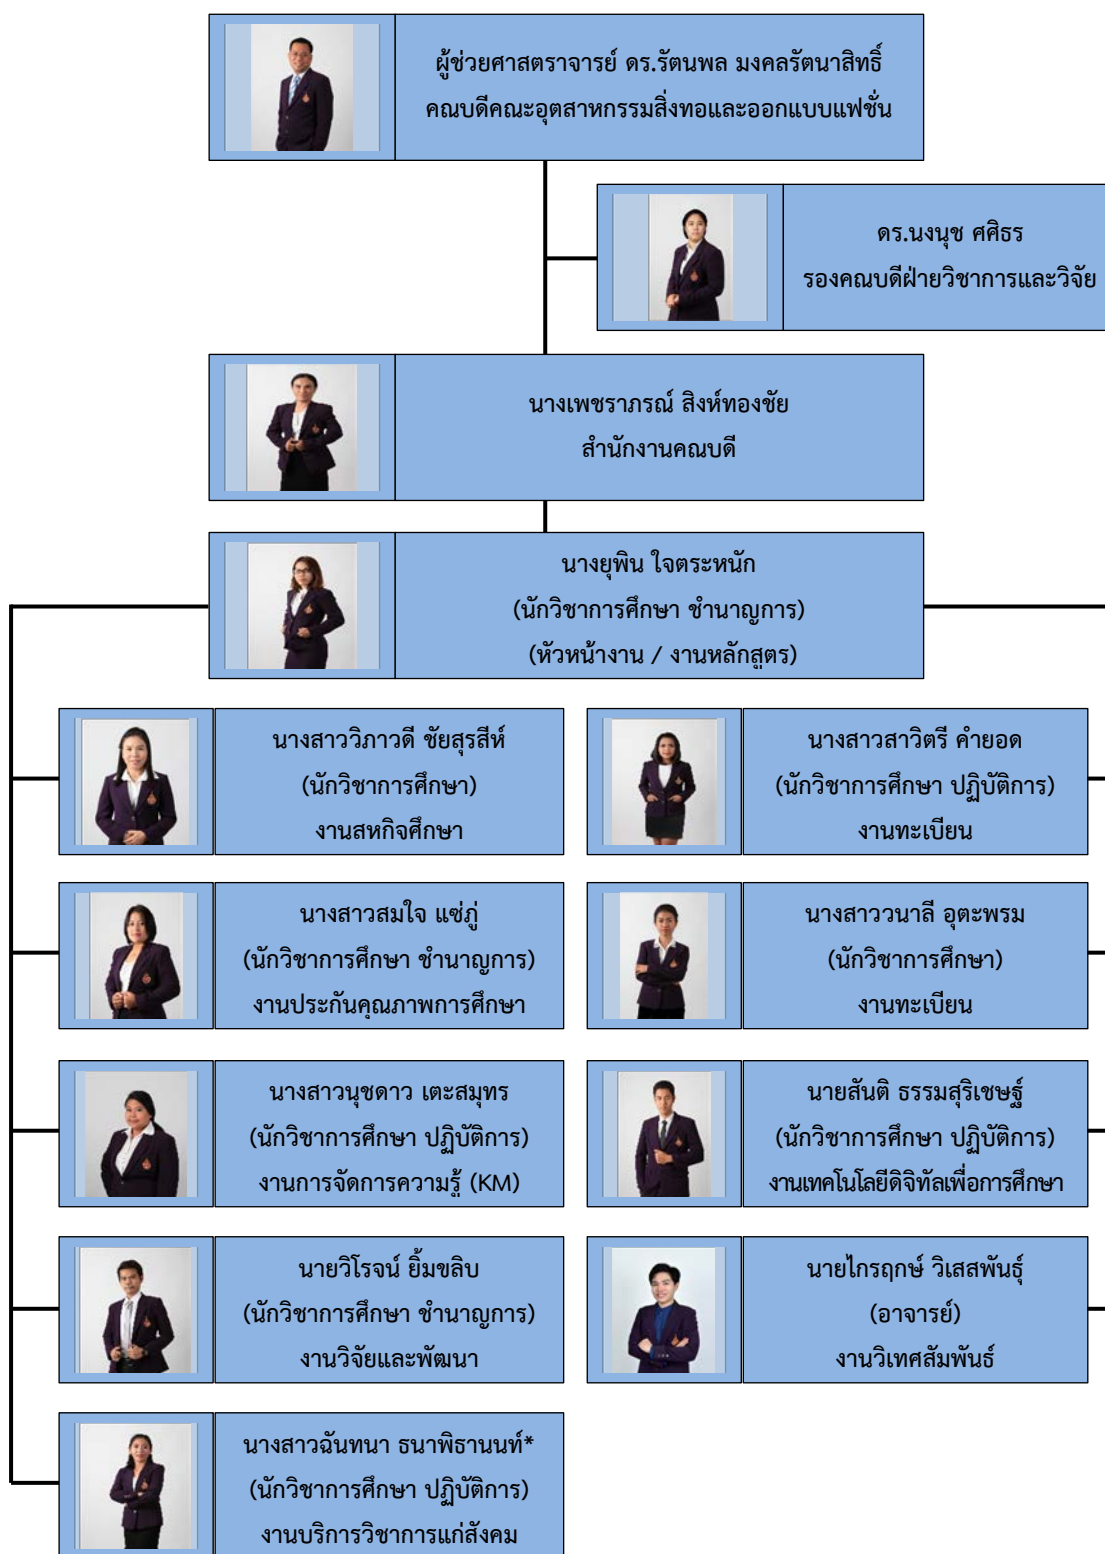 ผู้ช่วยศาสตราจารย์ ดร.รัตนพล มงคลรัตนาสิทธิ์
คณบดีคณะอุตสาหกรรมสิ่งทอและออกแบบแฟชั่น
ดร.นงนุช ศศิธร
รองคณบดีฝ่ายวิชาการและวิจัย
นางเพชราภรณ์ สิงห์ทองชัย
สำนักงานคณบดี
นางยุพิน ใจตระหนัก
(นักวิชาการศึกษา ชำนาญการ)
(หัวหน้างาน / งานหลักสูตร)
นางสาววิภาวดี ชัยสุรสีห์
(นักวิชาการศึกษา)
งานสหกิจศึกษา
นางสาวสาวิตรี คำยอด
(นักวิชาการศึกษา ปฏิบัติการ)
งานทะเบียน
นางสาวสมใจ แซ่ภู่
(นักวิชาการศึกษา ชำนาญการ)
งานประกันคุณภาพการศึกษา
นางสาววนาลี อุตะพรม
(นักวิชาการศึกษา)
งานทะเบียน
นางสาวนุชดาว เตะสมุทร
(นักวิชาการศึกษา ปฏิบัติการ)
งานการจัดการความรู้ (KM)
นายสันติ ธรรมสุริเชษฐ์
(นักวิชาการศึกษา ปฏิบัติการ)
งานเทคโนโลยีดิจิทัลเพื่อการศึกษา
นายวิโรจน์ ยิ้มขลิบ
(นักวิชาการศึกษา ชำนาญการ)
งานวิจัยและพัฒนา
นายไกรฤกษ์ วิเสสพันธุ์
(อาจารย์)
งานวิเทศสัมพันธ์
นางสาวฉันทนา ธนาพิธานนท์*
(นักวิชาการศึกษา ปฏิบัติการ)
งานบริการวิชาการแก่สังคม